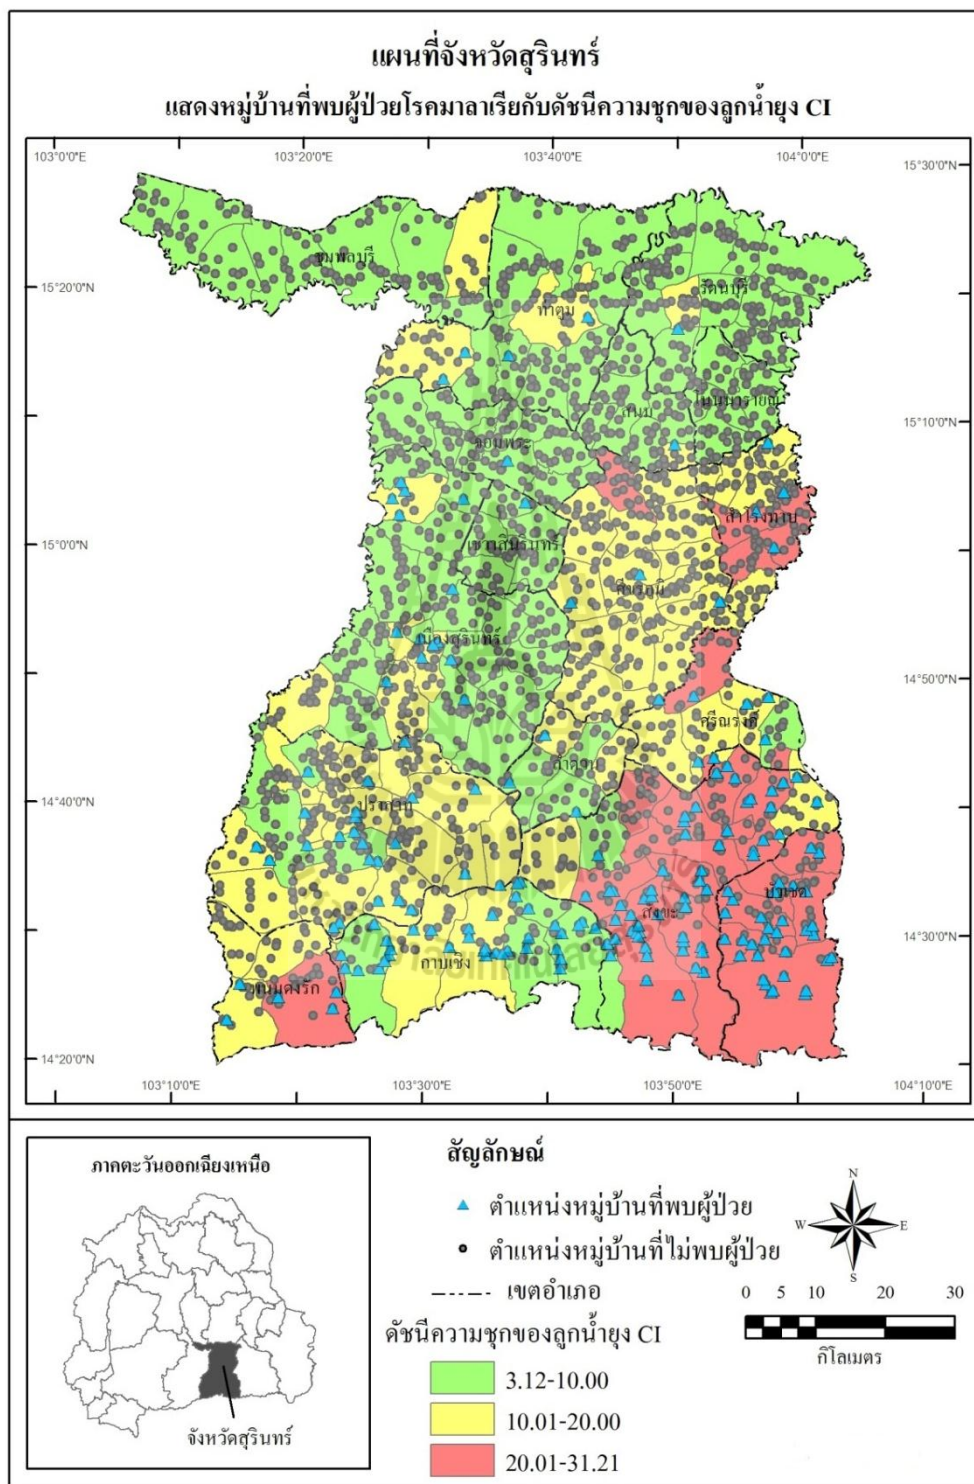 แผนที่จังหวัดสุรินทร์
แสดงหมู่บ้านที่พบผู้ป่วยโรคมาลาเรียกับดัชนีความชุกของลูกน้ำยุง CI
103°0'0"E
103°20'0"E
103°40'0"E
104°0'0"E
15°30'0"N
15°20'0"N
15°10'0"N
15°0'0"N
14°50'0"N
14°40'0"N
14°30'0"N
14°20'0"N
103°10'0"E
103°30'0"E
103°50'0"E
104°10'0"E
ชุมพลบุรี
ท่าตูม
รัตนบุรี
สนม
โนนนารายณ์
จอมพระ
สำโรงทาบ
เขวาสินรินทร์
ศีขรภูมิ
เมืองสุรินทร์
ศรีณรงค์
ลำดวน
ปราสาท
บัวเชด
สังขะ
กาบเชิง
พนมดงรัก
ภาคตะวันออกเฉียงเหนือ
จังหวัดสุรินทร์
สัญลักษณ์
ตำแหน่งหมู่บ้านที่พบผู้ป่วย
ตำแหน่งหมู่บ้านที่ไม่พบผู้ป่วย
เขตอำเภอ
ดัชนีความชุกของลูกน้ำยุง CI
3.12-10.00
10.01-20.00
20.01-31.21
N
W E
S
0 5 10 20 30
กิโลเมตร